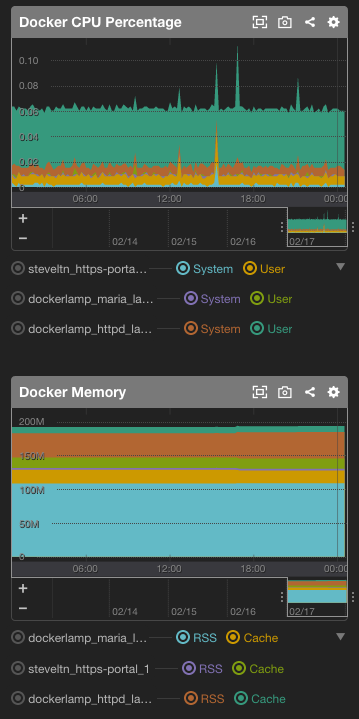 Docker CPU Percentage
0.10
0.08
0.06
0.04
0.02
0
06:00 12:00 18:00 00:00
+
−
02/14 02/15 02/16 02/17
steveltn_https-porta... System User
dockerlamp_maria_la... System User
dockerlamp_httpd_la... System User
Docker Memory
200M
150M
100M
50M
0
06:00 12:00 18:00 00:00
+
−
02/14 02/15 02/16 02/17
dockerlamp_maria_l... RSS Cache
steveltn_https-portal_1 RSS Cache
dockerlamp_httpd_la... RSS Cache